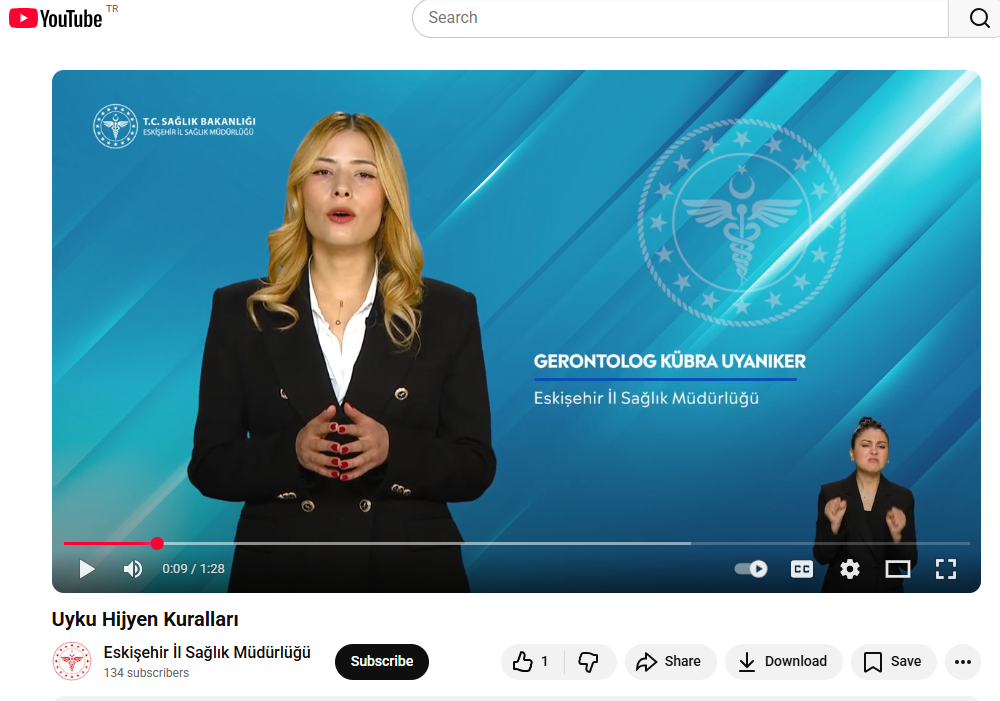 YouTube TR
Search
T.C. SAĞLIK BAKANLIĞI
ESKİŞEHİR İL SAĞLIK MÜDÜRLÜĞÜ
GERONTOLOG KÜBRA UYANIKER
Eskişehir İl Sağlık Müdürlüğü
0:09 / 1:28
CC
Uyku Hijyen Kuralları
Eskişehir İl Sağlık Müdürlüğü
134 subscribers
Subscribe
1
Share
Download
Save